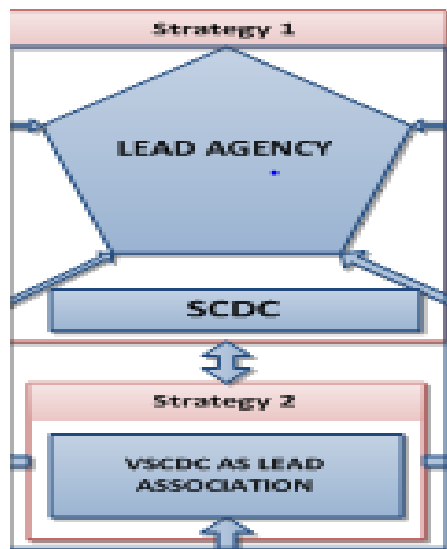 Strategy 1
LEAD AGENCY
SCDC
Strategy 2
VSCDC AS LEAD
ASSOCIATION